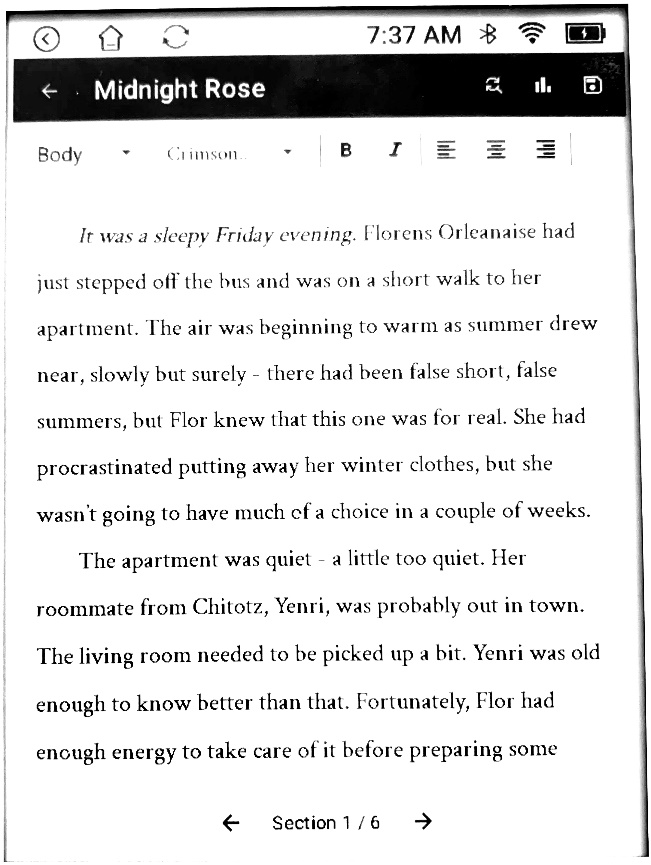 7:37 AM
Midnight Rose
Body Crimson..
B I
It was a sleepy Friday evening. Florens Orleanaise had
just stepped off the bus and was on a short walk to her
apartment. The air was beginning to warm as summer drew
near, slowly but surely - there had been false short, false
summers, but Flor knew that this one was for real. She had
procrastinated putting away her winter clothes, but she
wasn't going to have much of a choice in a couple of weeks.
The apartment was quiet - a little too quiet. Her
roommate from Chitotz, Yenri, was probably out in town.
The living room needed to be picked up a bit. Yenri was old
enough to know better than that. Fortunately, Flor had
enough energy to take care of it before preparing some
← Section 1 / 6 →